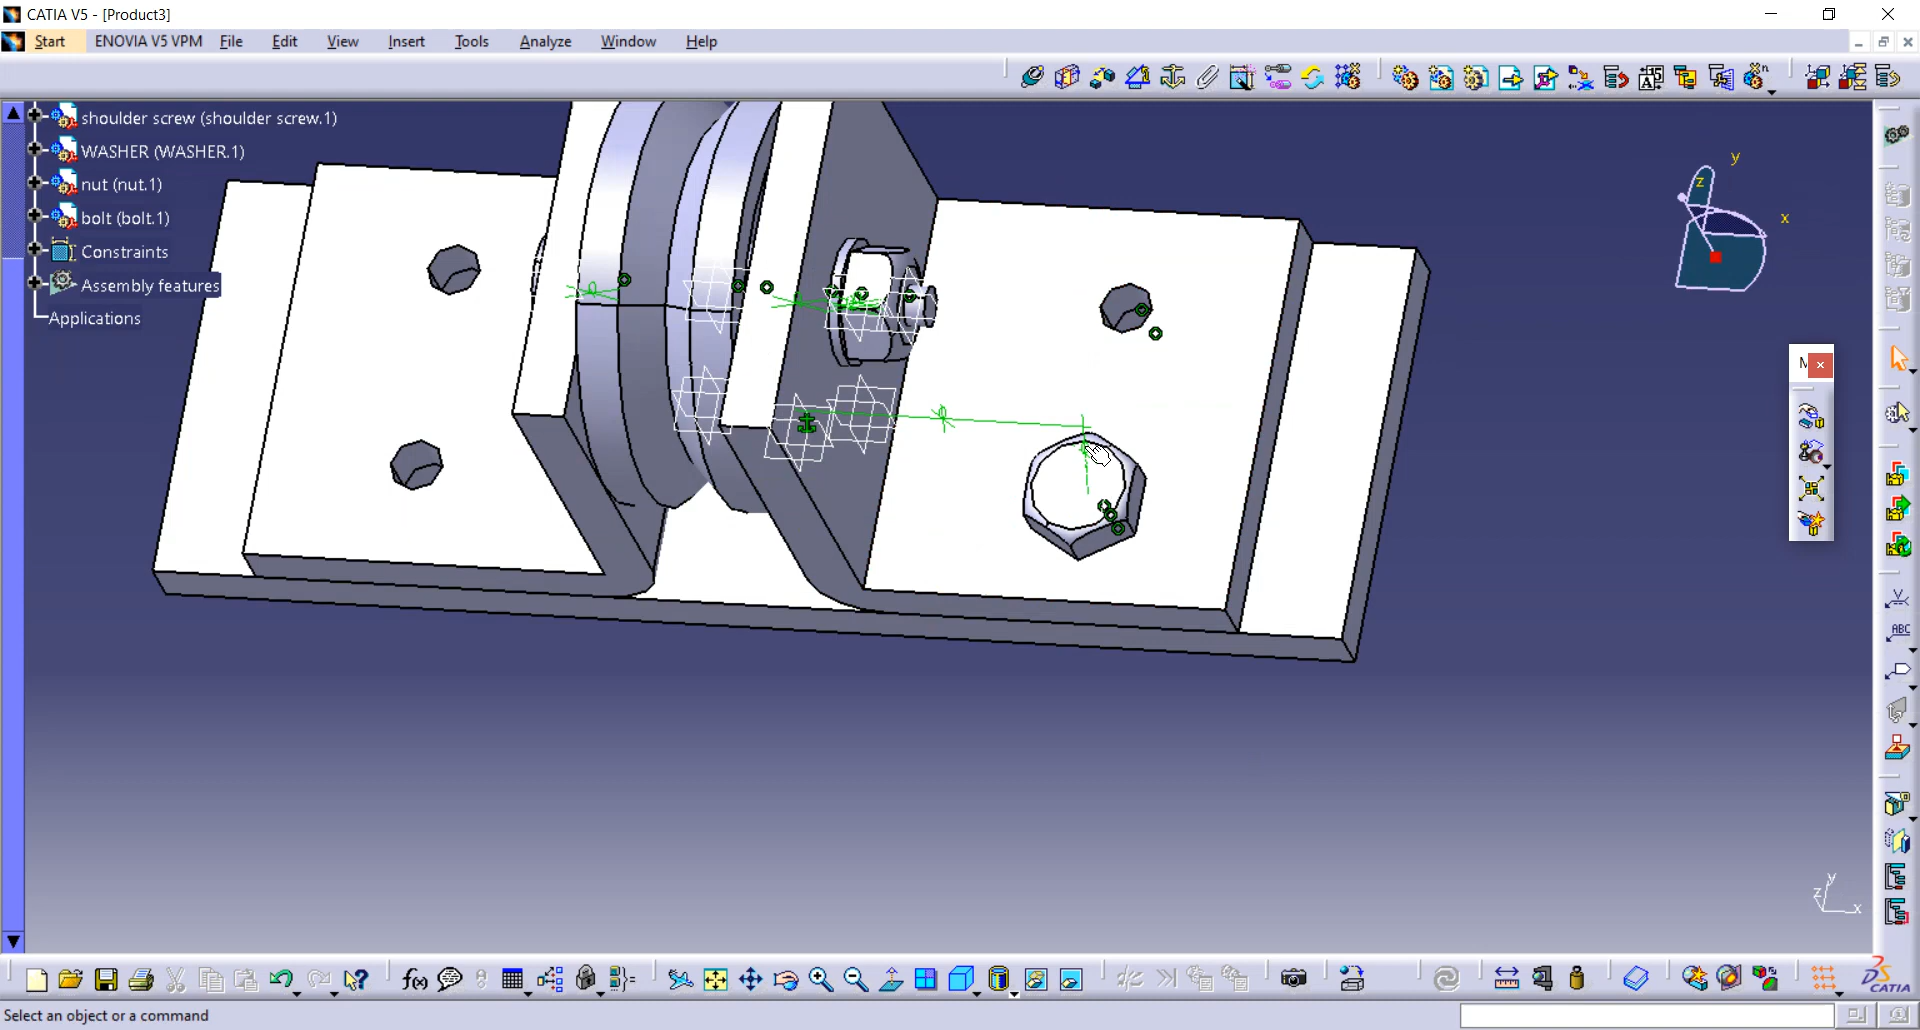 CATIA V5 - [Product3]
Start ENOVIA V5 VPM File Edit View Insert Tools Analyze Window Help
shoulder screw (shoulder screw.1)
WASHER (WASHER.1)
nut (nut.1)
bolt (bolt.1)
Constraints
Assembly features
Applications
y
z
x
M
ABC
y
z
x
f(x)
CATIA
Select an object or a command